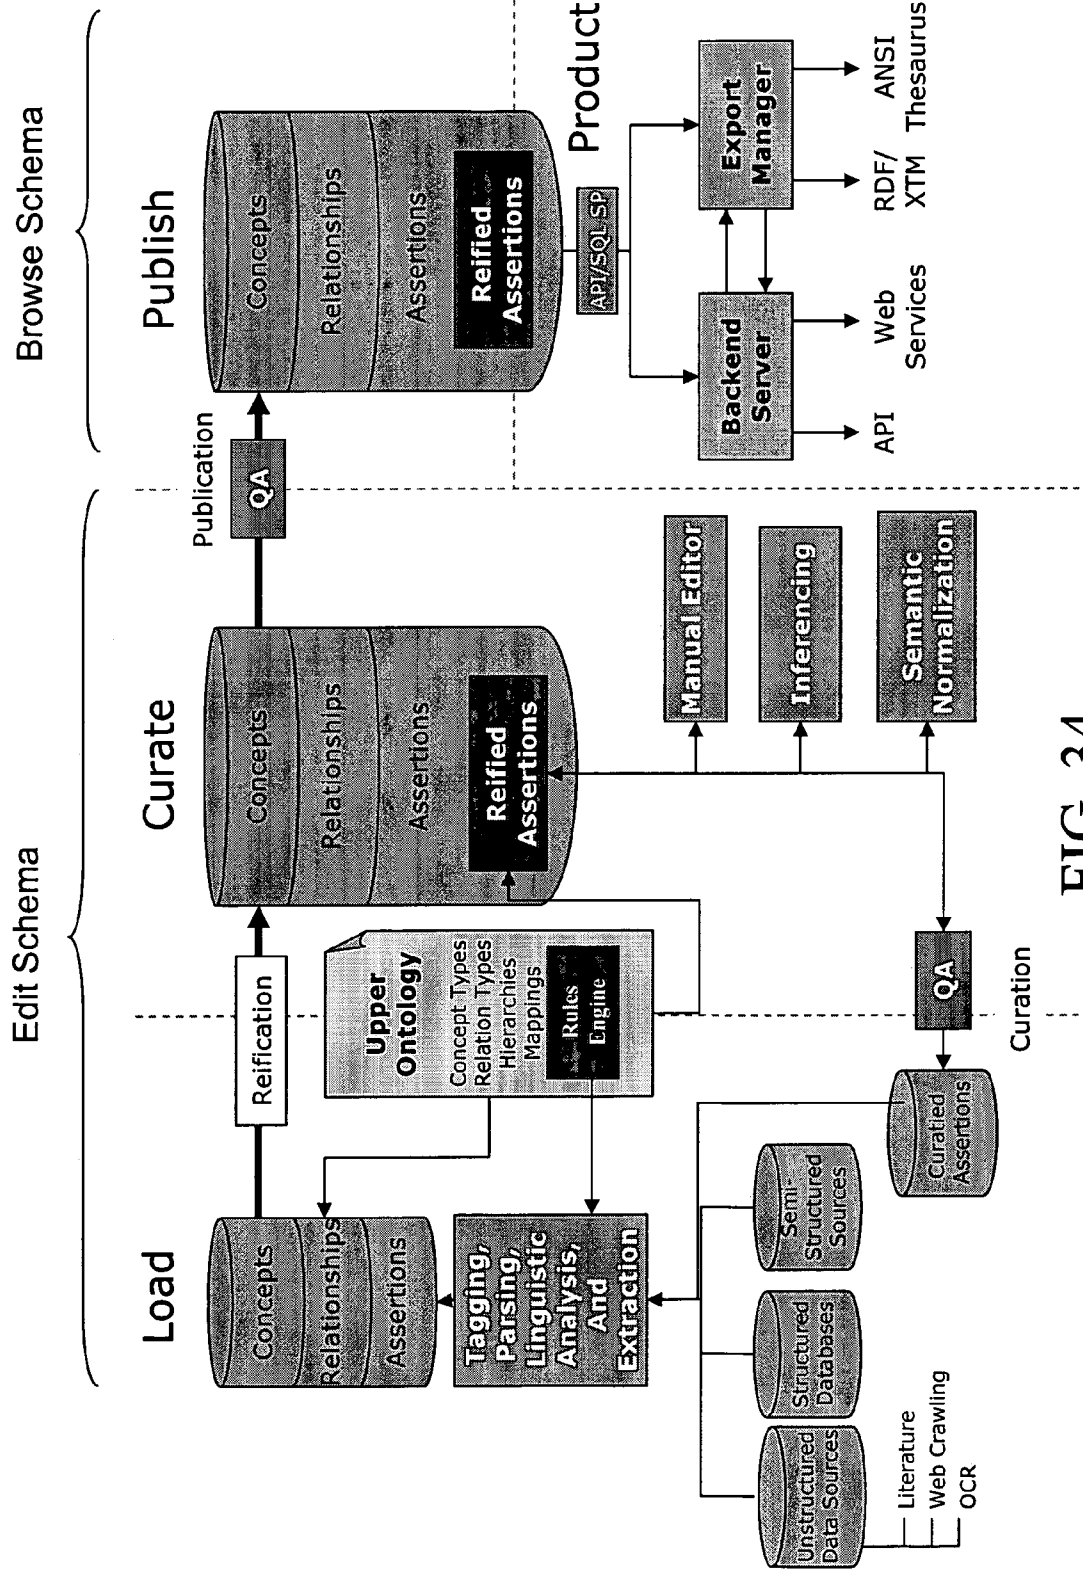 Edit Schema
Browse Schema
Load
Curate
Publish
Concepts
Relationships
Assertions
Reification
Concepts
Relationships
Assertions
Reified
Assertions
Publication
QA
Concepts
Relationships
Assertions
Reified
Assertions
Upper
Ontology
Concept Types
Relation Types
Hierarchies
Mappings
Rules
Engine
Tagging,
Parsing,
Linguistic
Analysis,
And
Extraction
Unstructured
Data Sources
Literature
Web Crawling
OCR
Structured
Databases
Semi-
Structured
Sources
Curatied
Assertions
QA
Curation
Manual Editor
Inferencing
Semantic
Normalization
Product
API/SQL SP
Backend
Server
Export
Manager
API
Web
Services
RDF/
XTM
ANSI
Thesaurus
FIG. 34